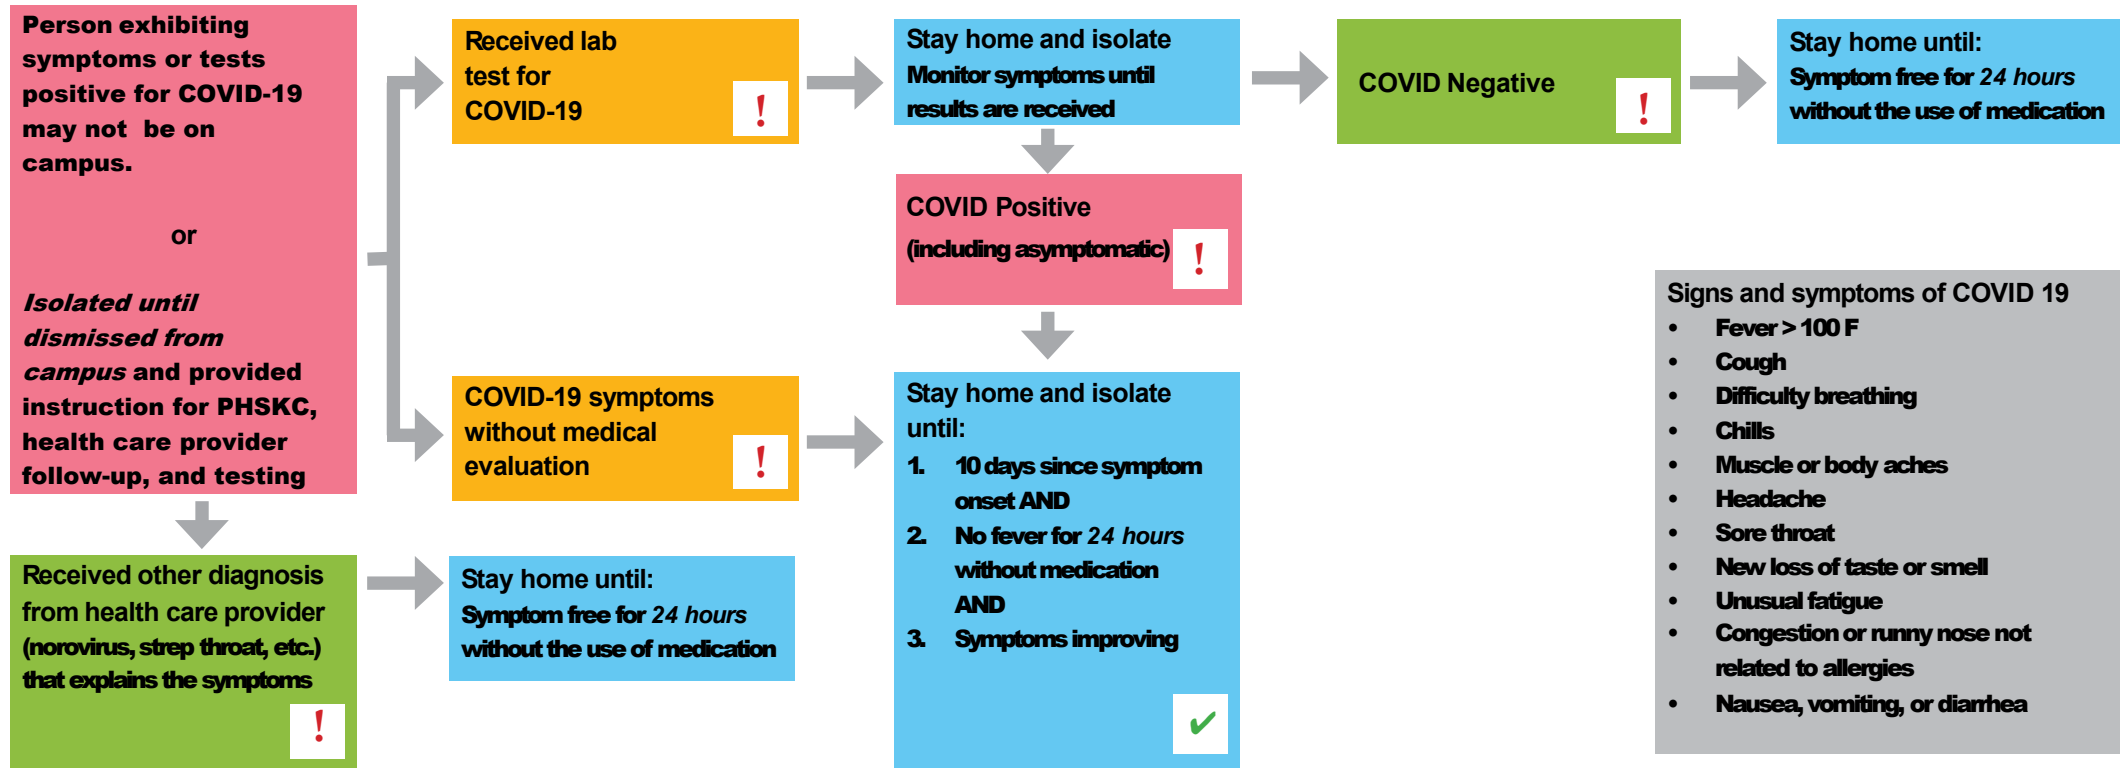 Person exhibiting
symptoms or tests
positive for COVID-19
may not be on
campus.
or
Isolated until
dismissed from
campus and provided
instruction for PHSKC,
health care provider
follow-up, and testing
Received lab
test for
COVID-19
!
Stay home and isolate
Monitor symptoms until
results are received
COVID Negative
!
Stay home until:
Symptom free for 24 hours
without the use of medication
COVID Positive
(including asymptomatic)
!
COVID-19 symptoms
without medical
evaluation
!
Stay home and isolate
until:
1. 10 days since symptom
onset AND
2. No fever for 24 hours
without medication
AND
3. Symptoms improving
✔
Received other diagnosis
from health care provider
(norovirus, strep throat, etc.)
that explains the symptoms
!
Stay home until:
Symptom free for 24 hours
without the use of medication
Signs and symptoms of COVID 19
• Fever > 100 F
• Cough
• Difficulty breathing
• Chills
• Muscle or body aches
• Headache
• Sore throat
• New loss of taste or smell
• Unusual fatigue
• Congestion or runny nose not
related to allergies
• Nausea, vomiting, or diarrhea